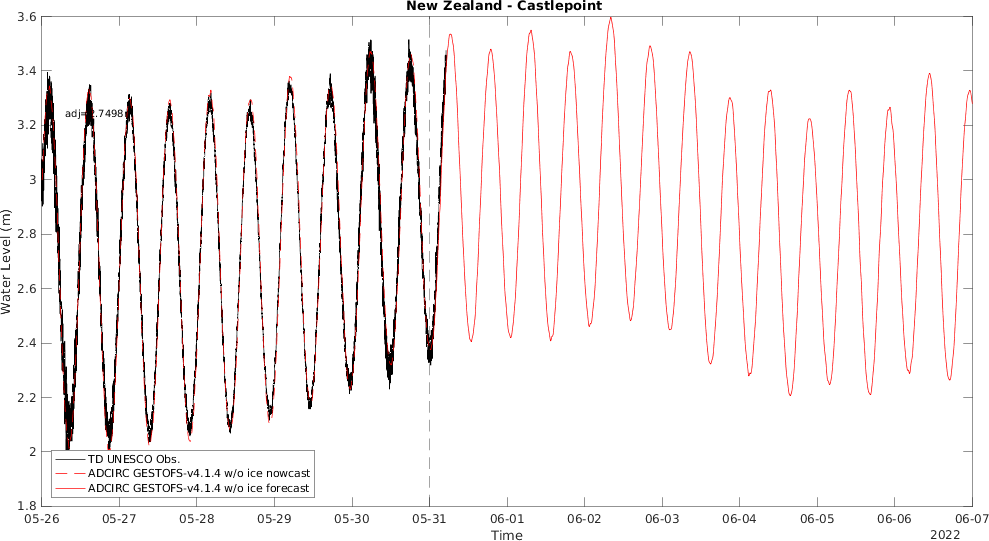 New Zealand - Castlepoint
3.6
3.4
3.2
3
2.8
2.6
2.4
2.2
2
1.8
Water Level (m)
adj=2.7498
TD UNESCO Obs.
ADCIRC GESTOFS-v4.1.4 w/o ice nowcast
ADCIRC GESTOFS-v4.1.4 w/o ice forecast
05-26 05-27 05-28 05-29 05-30 05-31 06-01 06-02 06-03 06-04 06-05 06-06 06-07
Time
2022